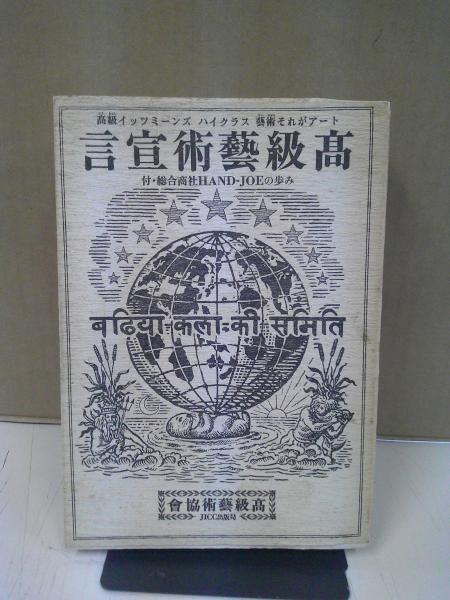 高級イッツミーンズ ハイクラス 藝術それがアート
髙級藝術宣言
付・総合商社HAND-JOEの歩み
बढ़िया कलाःकी समिति
髙級藝術協會
JICC出版局